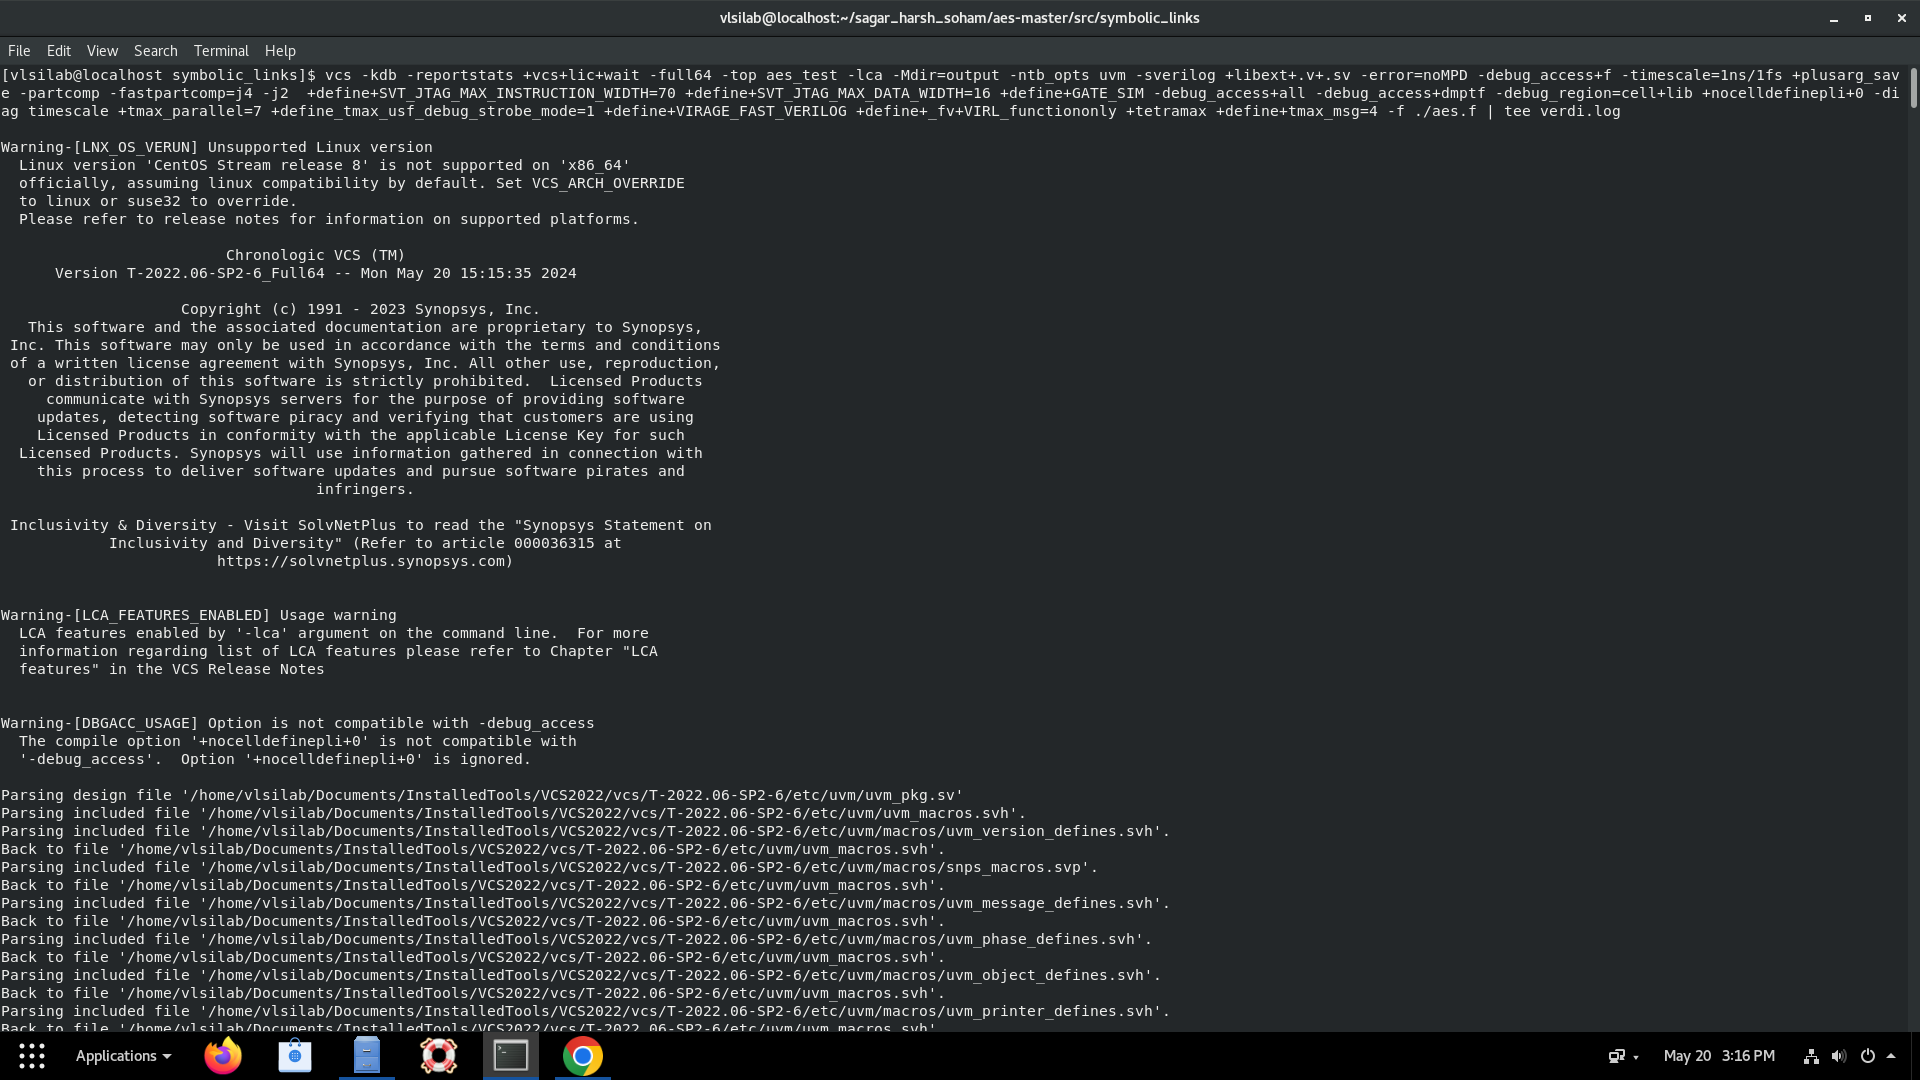 vlsilab@localhost:~/sagar_harsh_soham/aes-master/src/symbolic_links
File Edit View Search Terminal Help
[vlsilab@localhost symbolic_links]$ vcs -kdb -reportstats +vcs+lic+wait -full64 -top aes_test -lca -Mdir=output -ntb_opts uvm -sverilog +libext+.v+.sv -error=noMPD -debug_access+f -timescale=1ns/1fs +plusarg_sav
e -partcomp -fastpartcomp=j4 -j2  +define+SVT_JTAG_MAX_INSTRUCTION_WIDTH=70 +define+SVT_JTAG_MAX_DATA_WIDTH=16 +define+GATE_SIM -debug_access+all -debug_access+dmptf -debug_region=cell+lib +nocelldefinepli+0 -di
ag timescale +tmax_parallel=7 +define_tmax_usf_debug_strobe_mode=1 +define+VIRAGE_FAST_VERILOG +define+_fv+VIRL_functiononly +tetramax +define+tmax_msg=4 -f ./aes.f | tee verdi.log
Warning-[LNX_OS_VERUN] Unsupported Linux version
Linux version 'CentOS Stream release 8' is not supported on 'x86_64'
officially, assuming linux compatibility by default. Set VCS_ARCH_OVERRIDE
to linux or suse32 to override.
Please refer to release notes for information on supported platforms.
Chronologic VCS (TM)
Version T-2022.06-SP2-6_Full64 -- Mon May 20 15:15:35 2024
Copyright (c) 1991 - 2023 Synopsys, Inc.
This software and the associated documentation are proprietary to Synopsys,
Inc. This software may only be used in accordance with the terms and conditions
of a written license agreement with Synopsys, Inc. All other use, reproduction,
or distribution of this software is strictly prohibited.  Licensed Products
communicate with Synopsys servers for the purpose of providing software
updates, detecting software piracy and verifying that customers are using
Licensed Products in conformity with the applicable License Key for such
Licensed Products. Synopsys will use information gathered in connection with
this process to deliver software updates and pursue software pirates and
infringers.
Inclusivity & Diversity - Visit SolvNetPlus to read the "Synopsys Statement on
Inclusivity and Diversity" (Refer to article 000036315 at
https://solvnetplus.synopsys.com)
Warning-[LCA_FEATURES_ENABLED] Usage warning
LCA features enabled by '-lca' argument on the command line.  For more
information regarding list of LCA features please refer to Chapter "LCA
features" in the VCS Release Notes
Warning-[DBGACC_USAGE] Option is not compatible with -debug_access
The compile option '+nocelldefinepli+0' is not compatible with
'-debug_access'.  Option '+nocelldefinepli+0' is ignored.
Parsing design file '/home/vlsilab/Documents/InstalledTools/VCS2022/vcs/T-2022.06-SP2-6/etc/uvm/uvm_pkg.sv'
Parsing included file '/home/vlsilab/Documents/InstalledTools/VCS2022/vcs/T-2022.06-SP2-6/etc/uvm/uvm_macros.svh'.
Parsing included file '/home/vlsilab/Documents/InstalledTools/VCS2022/vcs/T-2022.06-SP2-6/etc/uvm/macros/uvm_version_defines.svh'.
Back to file '/home/vlsilab/Documents/InstalledTools/VCS2022/vcs/T-2022.06-SP2-6/etc/uvm/uvm_macros.svh'.
Parsing included file '/home/vlsilab/Documents/InstalledTools/VCS2022/vcs/T-2022.06-SP2-6/etc/uvm/macros/snps_macros.svp'.
Back to file '/home/vlsilab/Documents/InstalledTools/VCS2022/vcs/T-2022.06-SP2-6/etc/uvm/uvm_macros.svh'.
Parsing included file '/home/vlsilab/Documents/InstalledTools/VCS2022/vcs/T-2022.06-SP2-6/etc/uvm/macros/uvm_message_defines.svh'.
Back to file '/home/vlsilab/Documents/InstalledTools/VCS2022/vcs/T-2022.06-SP2-6/etc/uvm/uvm_macros.svh'.
Parsing included file '/home/vlsilab/Documents/InstalledTools/VCS2022/vcs/T-2022.06-SP2-6/etc/uvm/macros/uvm_phase_defines.svh'.
Back to file '/home/vlsilab/Documents/InstalledTools/VCS2022/vcs/T-2022.06-SP2-6/etc/uvm/uvm_macros.svh'.
Parsing included file '/home/vlsilab/Documents/InstalledTools/VCS2022/vcs/T-2022.06-SP2-6/etc/uvm/macros/uvm_object_defines.svh'.
Back to file '/home/vlsilab/Documents/InstalledTools/VCS2022/vcs/T-2022.06-SP2-6/etc/uvm/uvm_macros.svh'.
Parsing included file '/home/vlsilab/Documents/InstalledTools/VCS2022/vcs/T-2022.06-SP2-6/etc/uvm/macros/uvm_printer_defines.svh'.
Back to file '/home/vlsilab/Documents/InstalledTools/VCS2022/vcs/T-2022.06-SP2-6/etc/uvm/uvm_macros.svh'
Applications May 20 3:16 PM